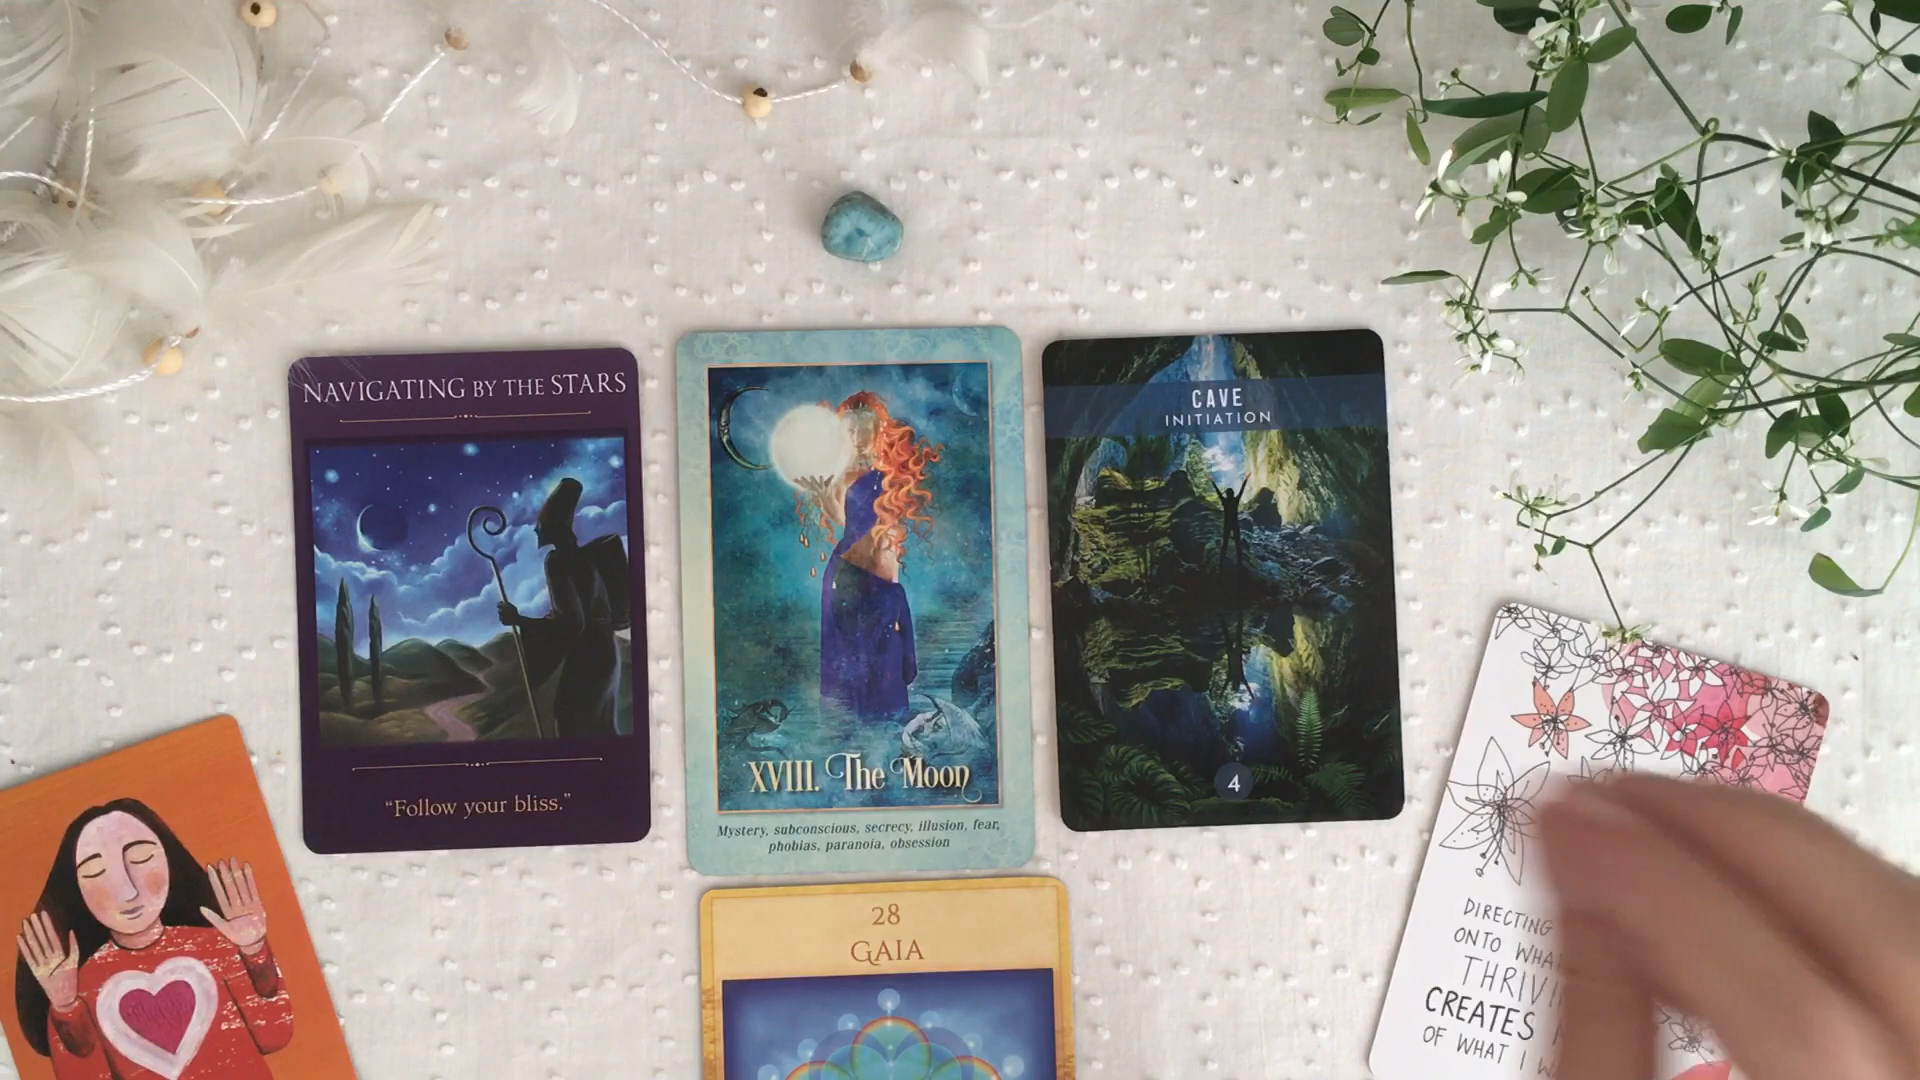 NAVIGATING BY THE STARS
"Follow your bliss."
XVIII. The Moon
Mystery, subconscious, secrecy, illusion, fear,
phobias, paranoia, obsession
CAVE
INITIATION
4
28
GAIA
DIRECTING
ONTO
CREATES
OF WHAT I